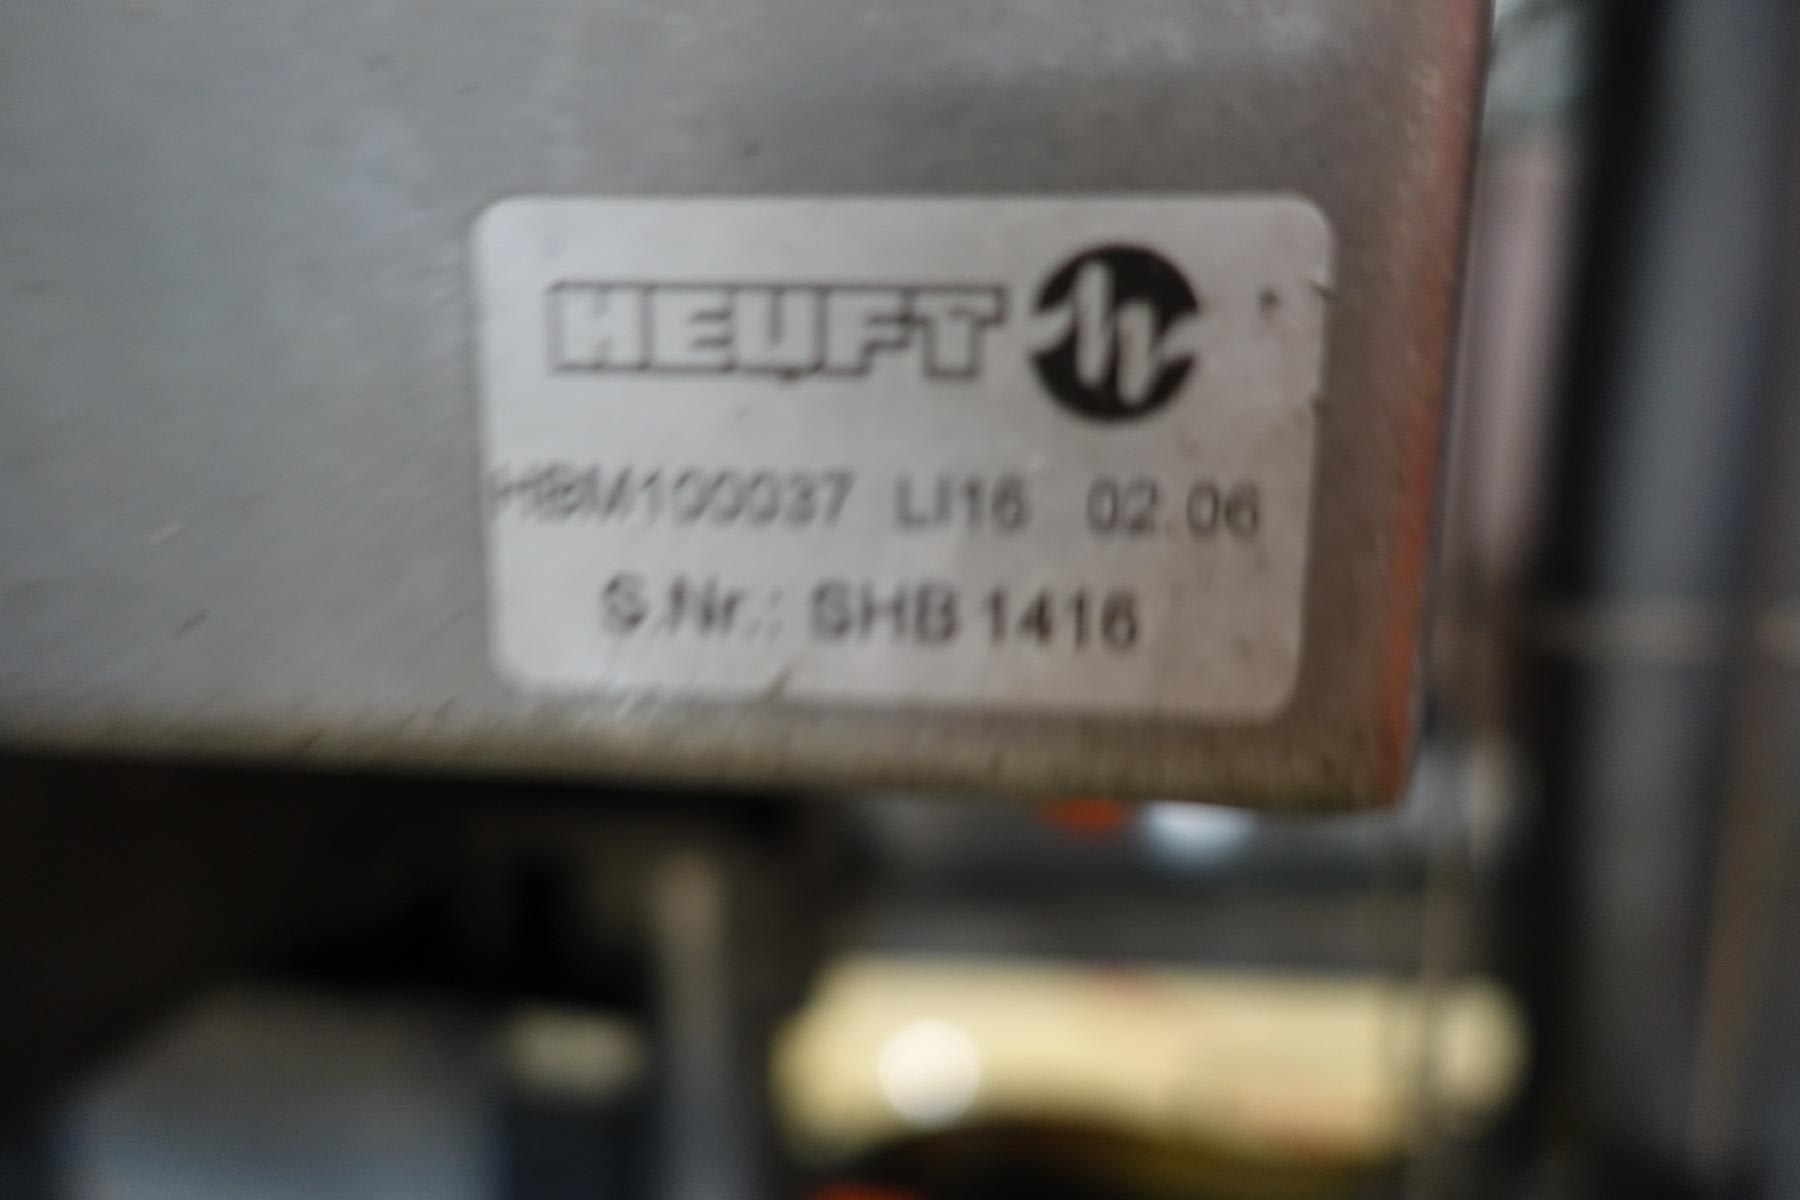 HEUFT
HBM100037 LI16 02.06
S.Nr.: SHB 1416